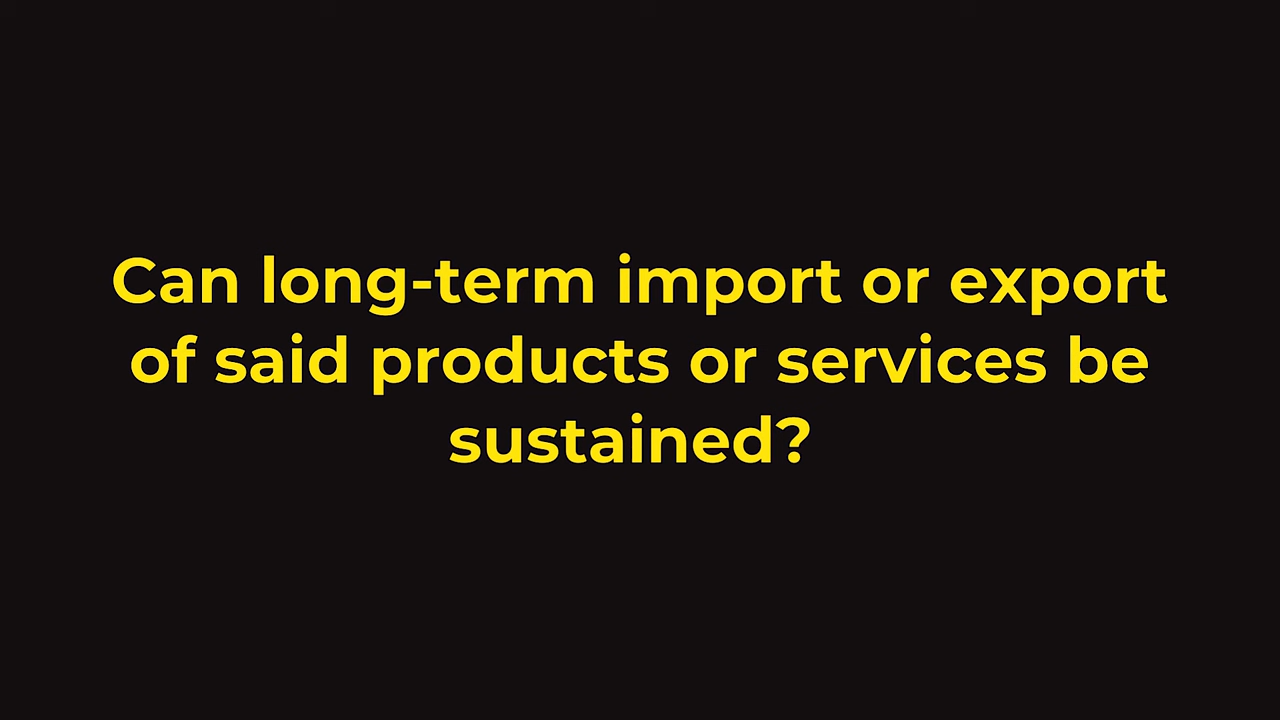 Can long-term import or export
of said products or services be
sustained?